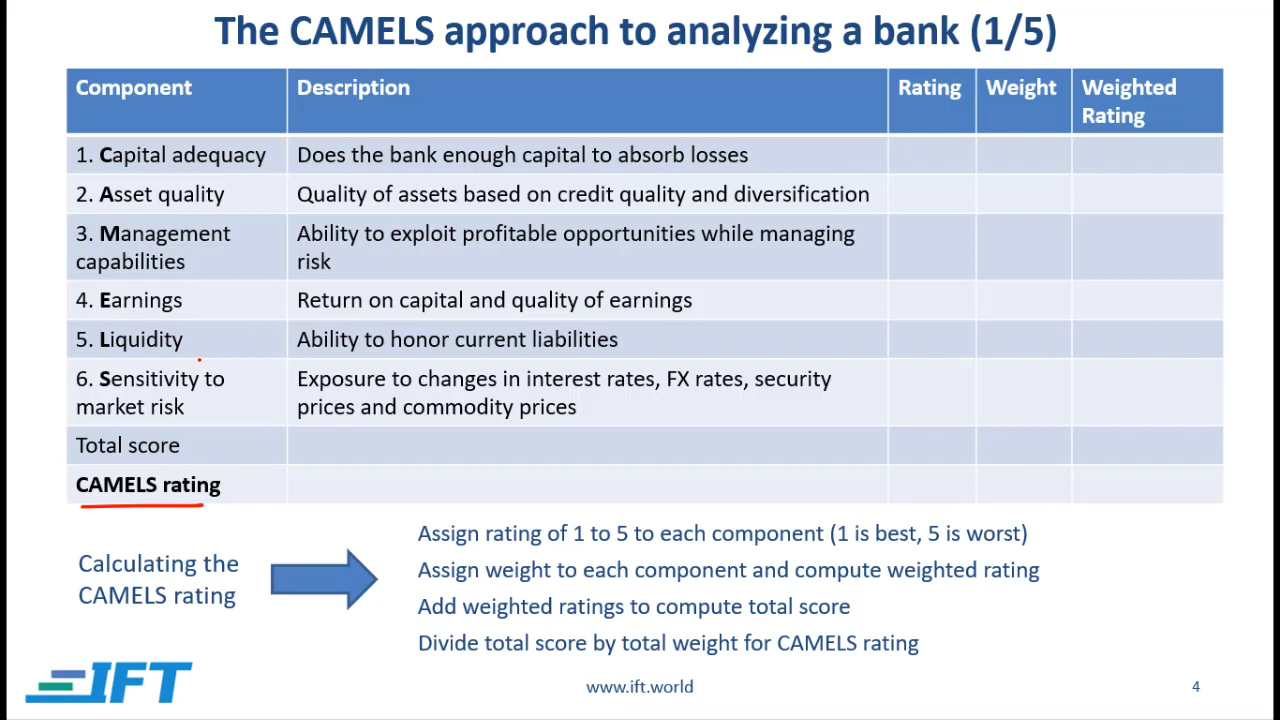 The CAMELS approach to analyzing a bank (1/5)
Component Description Rating Weight Weighted
Rating
1. Capital adequacy Does the bank enough capital to absorb losses
2. Asset quality Quality of assets based on credit quality and diversification
3. Management Ability to exploit profitable opportunities while managing
capabilities risk
4. Earnings Return on capital and quality of earnings
5. Liquidity Ability to honor current liabilities
6. Sensitivity to Exposure to changes in interest rates, FX rates, security
market risk prices and commodity prices
Total score
CAMELS rating
Calculating the
CAMELS rating
Assign rating of 1 to 5 to each component (1 is best, 5 is worst)
Assign weight to each component and compute weighted rating
Add weighted ratings to compute total score
Divide total score by total weight for CAMELS rating
IFT
www.ift.world
4